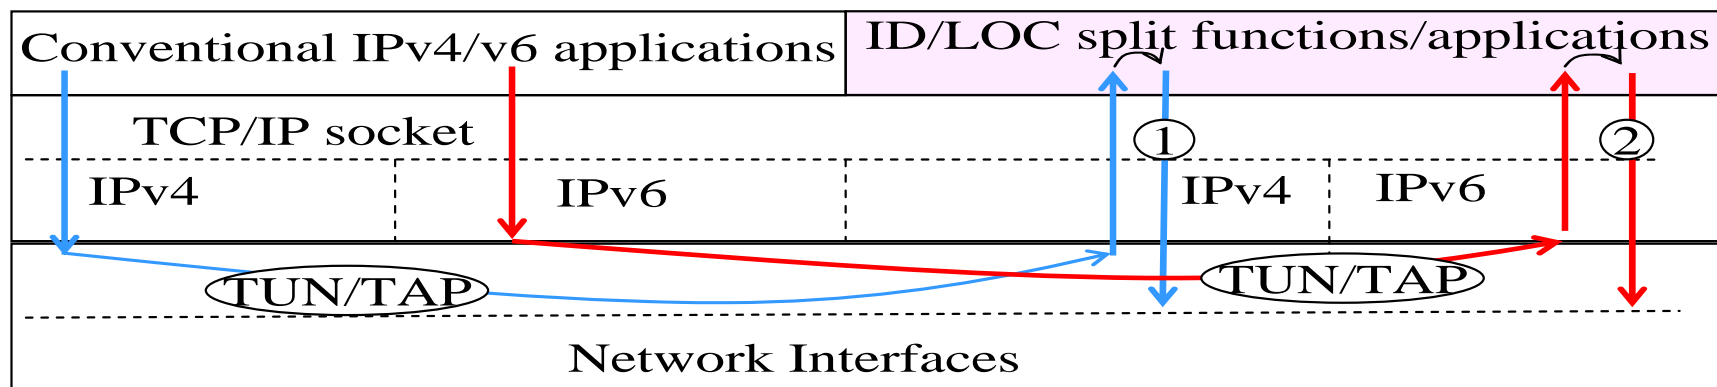 Conventional IPv4/v6 applications
ID/LOC split functions/applications
TCP/IP socket
1
2
IPv4
IPv6
IPv4
IPv6
TUN/TAP
TUN/TAP
Network Interfaces